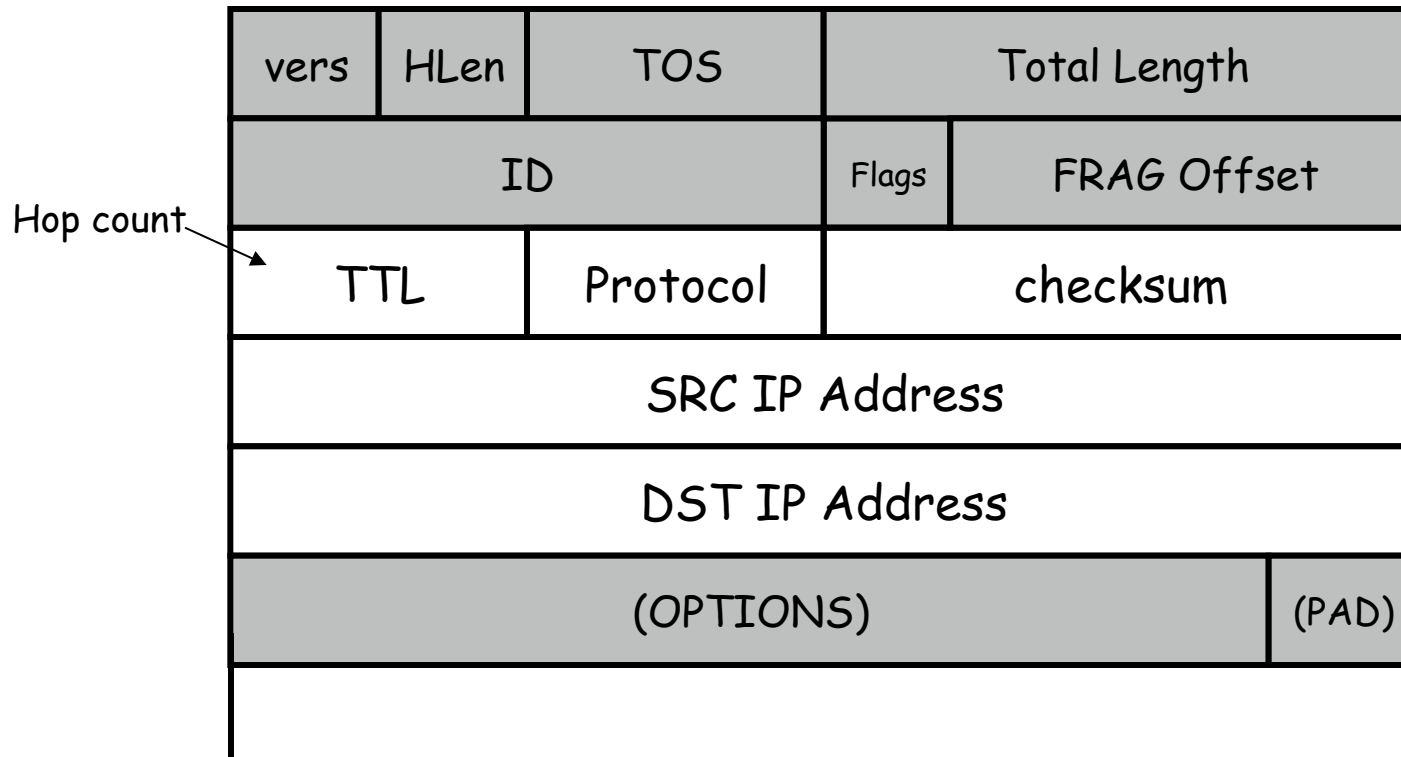 vers HLen TOS Total Length
ID Flags FRAG Offset
Hop count
TTL Protocol checksum
SRC IP Address
DST IP Address
(OPTIONS) (PAD)